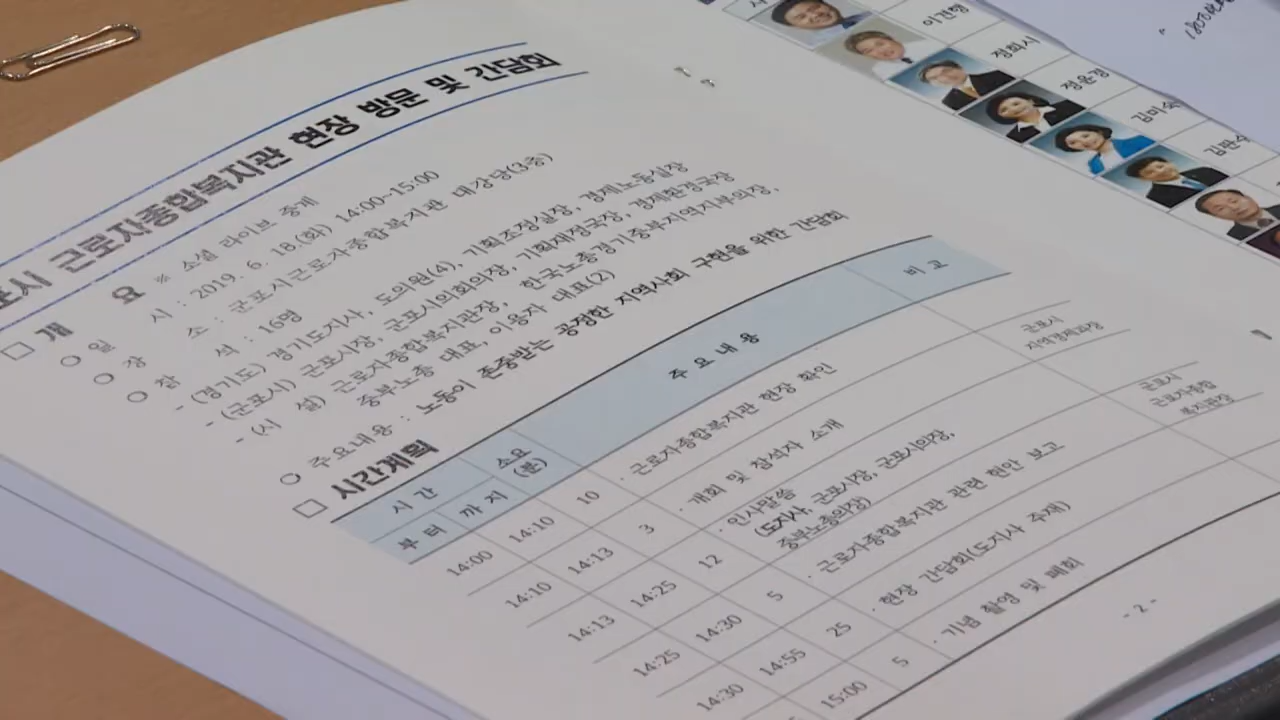 포시 근로자종합복지관 현장 방문 및 간담회
※ 소셜 라이브 중계
□ 개 요
○ 일 시 : 2019. 6. 18.(화) 14:00~15:00
○ 장 소 : 군포시근로자종합복지관 대강당(3층)
○ 참 석 : 16명
- (경기도) 경기도지사, 도의원(4), 기획조정실장, 경제노동실장
- (군포시) 군포시장, 군포시의회의장, 기획재정국장, 경제환경국장
- (시 설) 근로자종합복지관장, 한국노총경기중부지역지부의장,
중부노총 대표, 이용자 대표(2)
○ 주요내용 : 노동이 존중받는 공정한 지역사회 구현을 위한 간담회
□ 시간계획
시 간 소요(분) 주 요 내 용 비 고
부 터 까 지
14:00 14:10 10 · 근로자종합복지관 현장 확인 군포시
지역경제과장
14:10 14:13 3 · 개회 및 참석자 소개
14:13 14:25 12 · 인사말씀
(도지사, 군포시장, 군포시의장,
중부노총의장)
14:25 14:30 5 · 근로자종합복지관 관련 현안 보고 군포시
근로자종합
복지관장
14:30 14:55 25 · 현장 간담회(도지사 주재)
15:00 5 · 기념 촬영 및 폐회
- 2 -
이건행
정희시
정윤경
김미숙
김판수